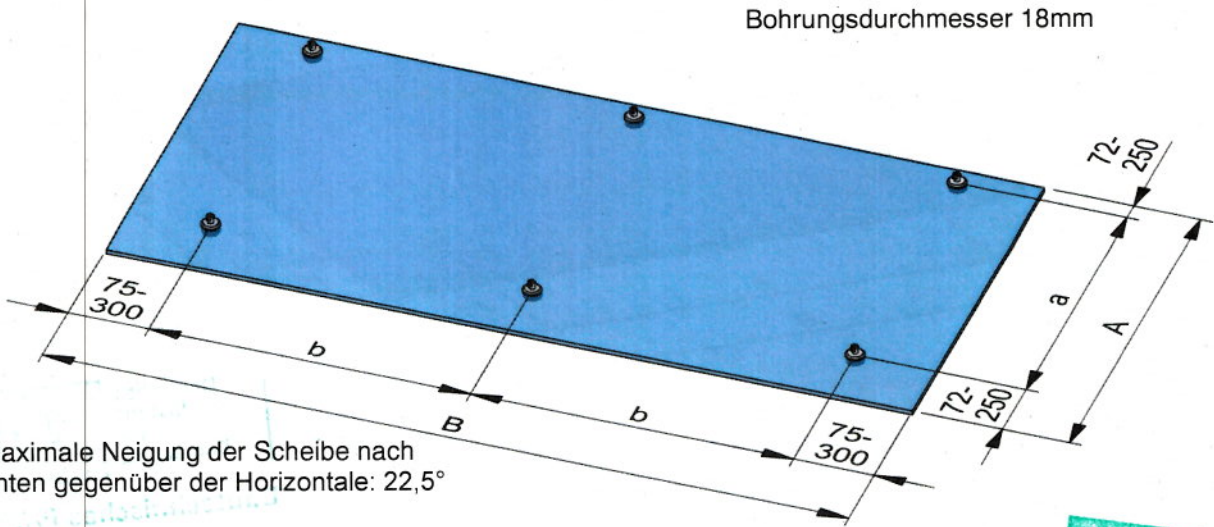 Bohrungsdurchmesser 18mm
72-
250
a
A
75-
300
b
72-
250
b
B
75-
300
aximale Neigung der Scheibe nach
nten gegenüber der Horizontale: 22,5°